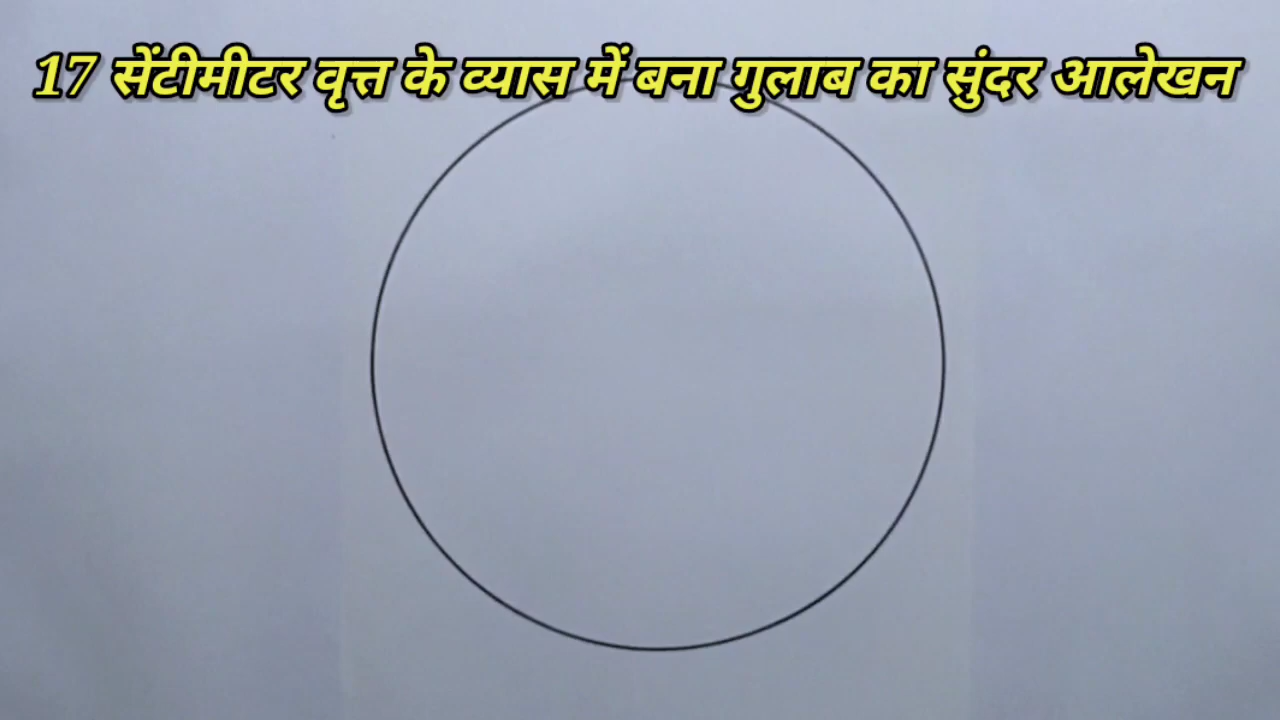 17 सेंटीमीटर वृत्त के व्यास में बना गुलाब का सुंदर आलेखन